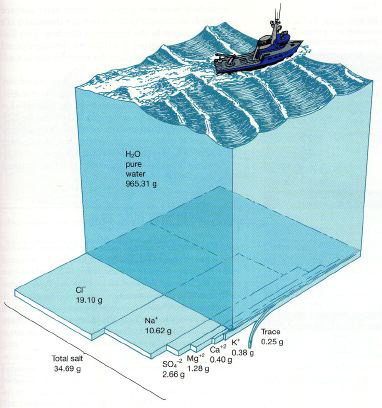 H₂O
pure
water
965.31 g
Cl⁻
19.10 g
Na⁺
10.62 g
SO₄⁻²
2.66 g
Mg⁺²
1.28 g
Ca⁺²
0.40 g
K⁺
0.38 g
Trace
0.25 g
Total salt
34.69 g